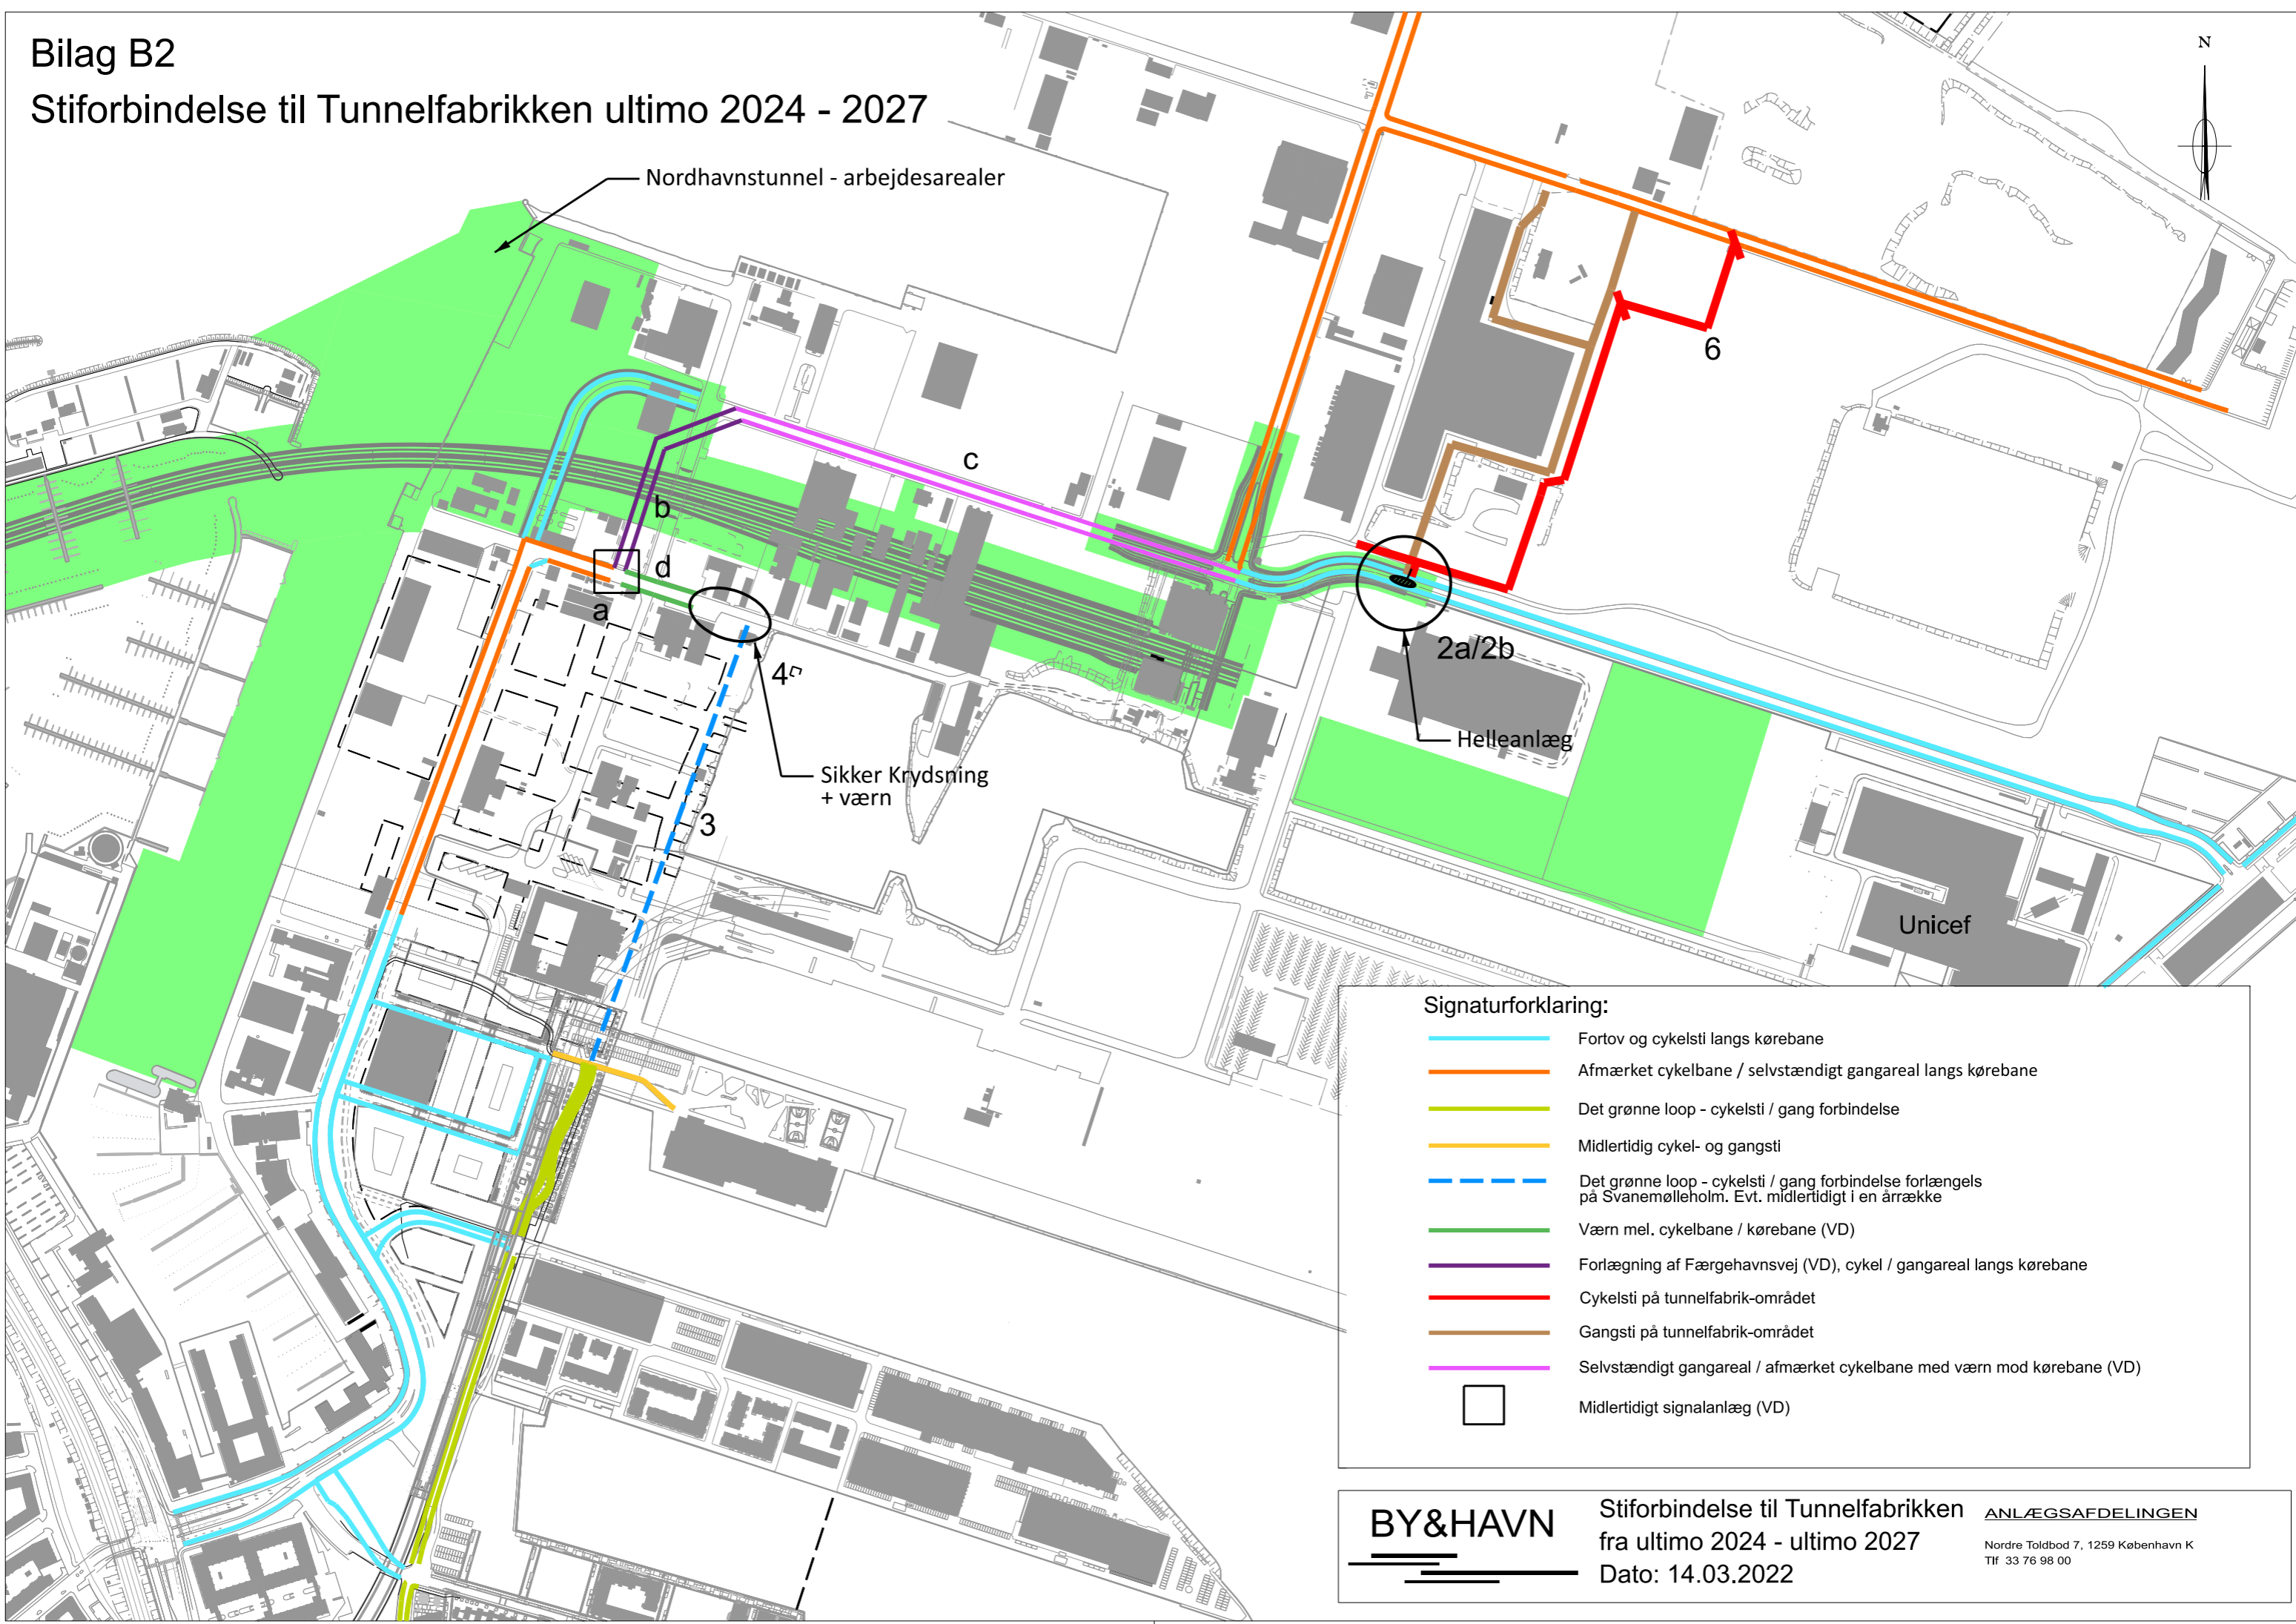 Bilag B2
Stiforbindelse til Tunnelfabrikken ultimo 2024 - 2027
N
Nordhavnstunnel - arbejdesarealer
6
c
b
d
a
2a/2b
4
Helleanlæg
Sikker Krydsning
+ værn
3
Unicef
Signaturforklaring:
Fortov og cykelsti langs kørebane
Afmærket cykelbane / selvstændigt gangareal langs kørebane
Det grønne loop - cykelsti / gang forbindelse
Midlertidig cykel- og gangsti
Det grønne loop - cykelsti / gang forbindelse forlængels
på Svanemølleholm. Evt. midlertidigt i en årrække
Værn mel. cykelbane / kørebane (VD)
Forlægning af Færgehavnsvej (VD), cykel / gangareal langs kørebane
Cykelsti på tunnelfabrik-området
Gangsti på tunnelfabrik-området
Selvstændigt gangareal / afmærket cykelbane med værn mod kørebane (VD)
Midlertidigt signalanlæg (VD)
BY&HAVN
Stiforbindelse til Tunnelfabrikken
fra ultimo 2024 - ultimo 2027
Dato: 14.03.2022
ANLÆGSAFDELINGEN
Nordre Toldbod 7, 1259 København K
Tlf 33 76 98 00